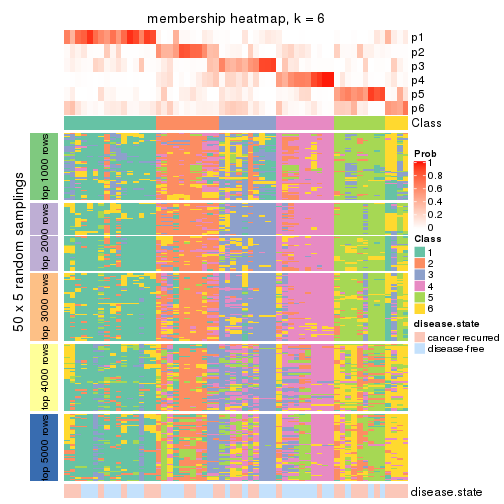 membership heatmap, k = 6
p1
p2
p3
p4
p5
p6
Class
50 x 5 random samplings
top 1000 rows
top 2000 rows
top 3000 rows
top 4000 rows
top 5000 rows
Prob
1
0.8
0.6
0.4
0.2
0
Class
1
2
3
4
5
6
disease.state
cancer recurred
disease-free
disease.state